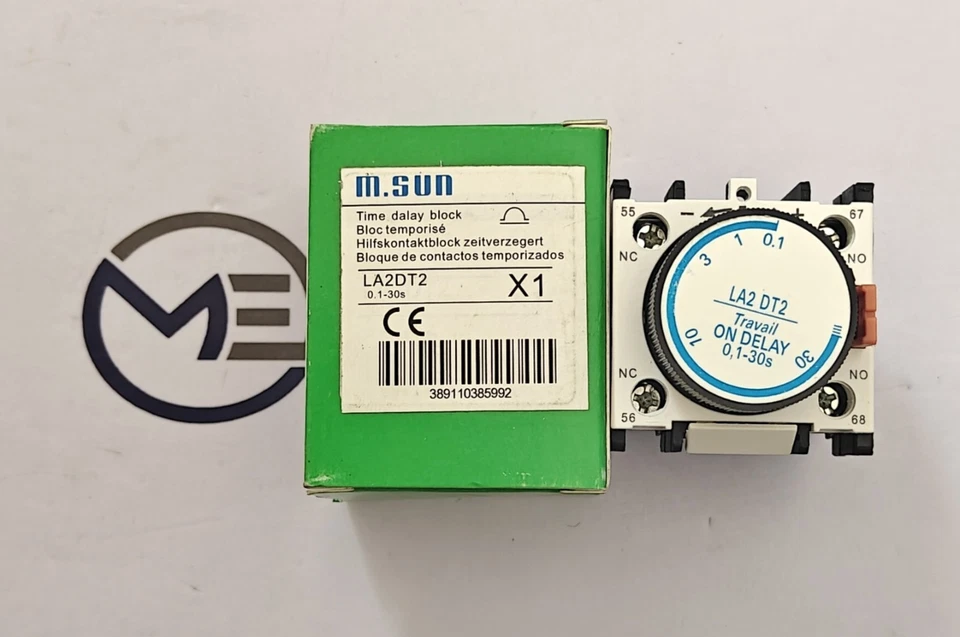 ME
m.sun
Time dalay block
Bloc temporisé
Hilfskontaktblock zeitverzegert
Bloque de contactos temporizados
LA2DT2
0.1-30s
X1
CE
389110385992
55
67
NC
NO
- +
0.1
1
3
10
30
LA2 DT2
Travail
ON DELAY
0,1-30s
NC
NO
56
68